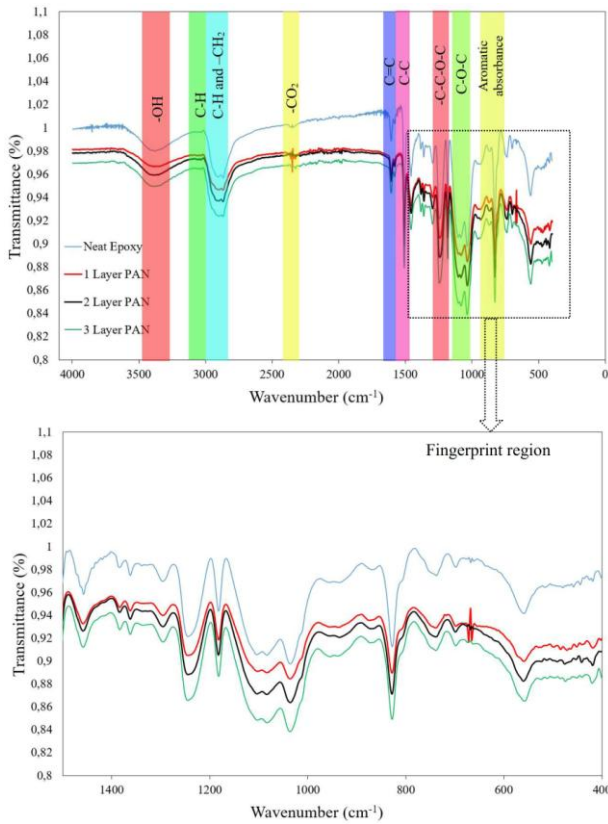 1,1
1,08
1,06
1,04
1,02
1
0,98
0,96
0,94
0,92
0,9
0,88
0,86
0,84
0,82
0,8
Transmittance (%)
-OH
C-H
C-H and –CH₂
-CO₂
C=C
C-C
-C-C-O-C
C-O-C
Aromatic
absorbance
Neat Epoxy
1 Layer PAN
2 Layer PAN
3 Layer PAN
4000 3500 3000 2500 2000 1500 1000 500 0
Wavenumber (cm⁻¹)
Fingerprint region
1,1
1,08
1,06
1,04
1,02
1
0,98
0,96
0,94
0,92
0,9
0,88
0,86
0,84
0,82
0,8
Transmittance (%)
1400 1200 1000 800 600 400
Wavenumber (cm⁻¹)